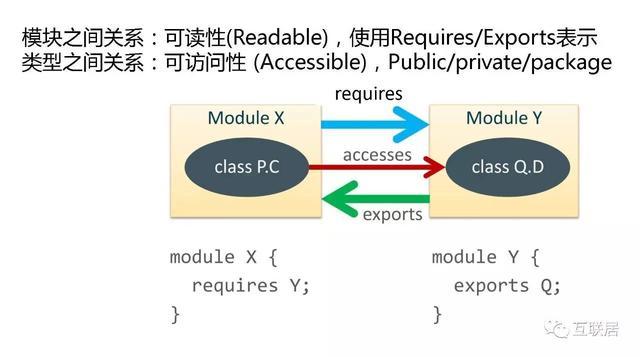 模块之间关系：可读性(Readable)，使用Requires/Exports表示
类型之间关系：可访问性 (Accessible)，Public/private/package
requires
Module X
Module Y
class P.C
accesses
class Q.D
exports
module X {
requires Y;
}
module Y {
exports Q;
}
互联居